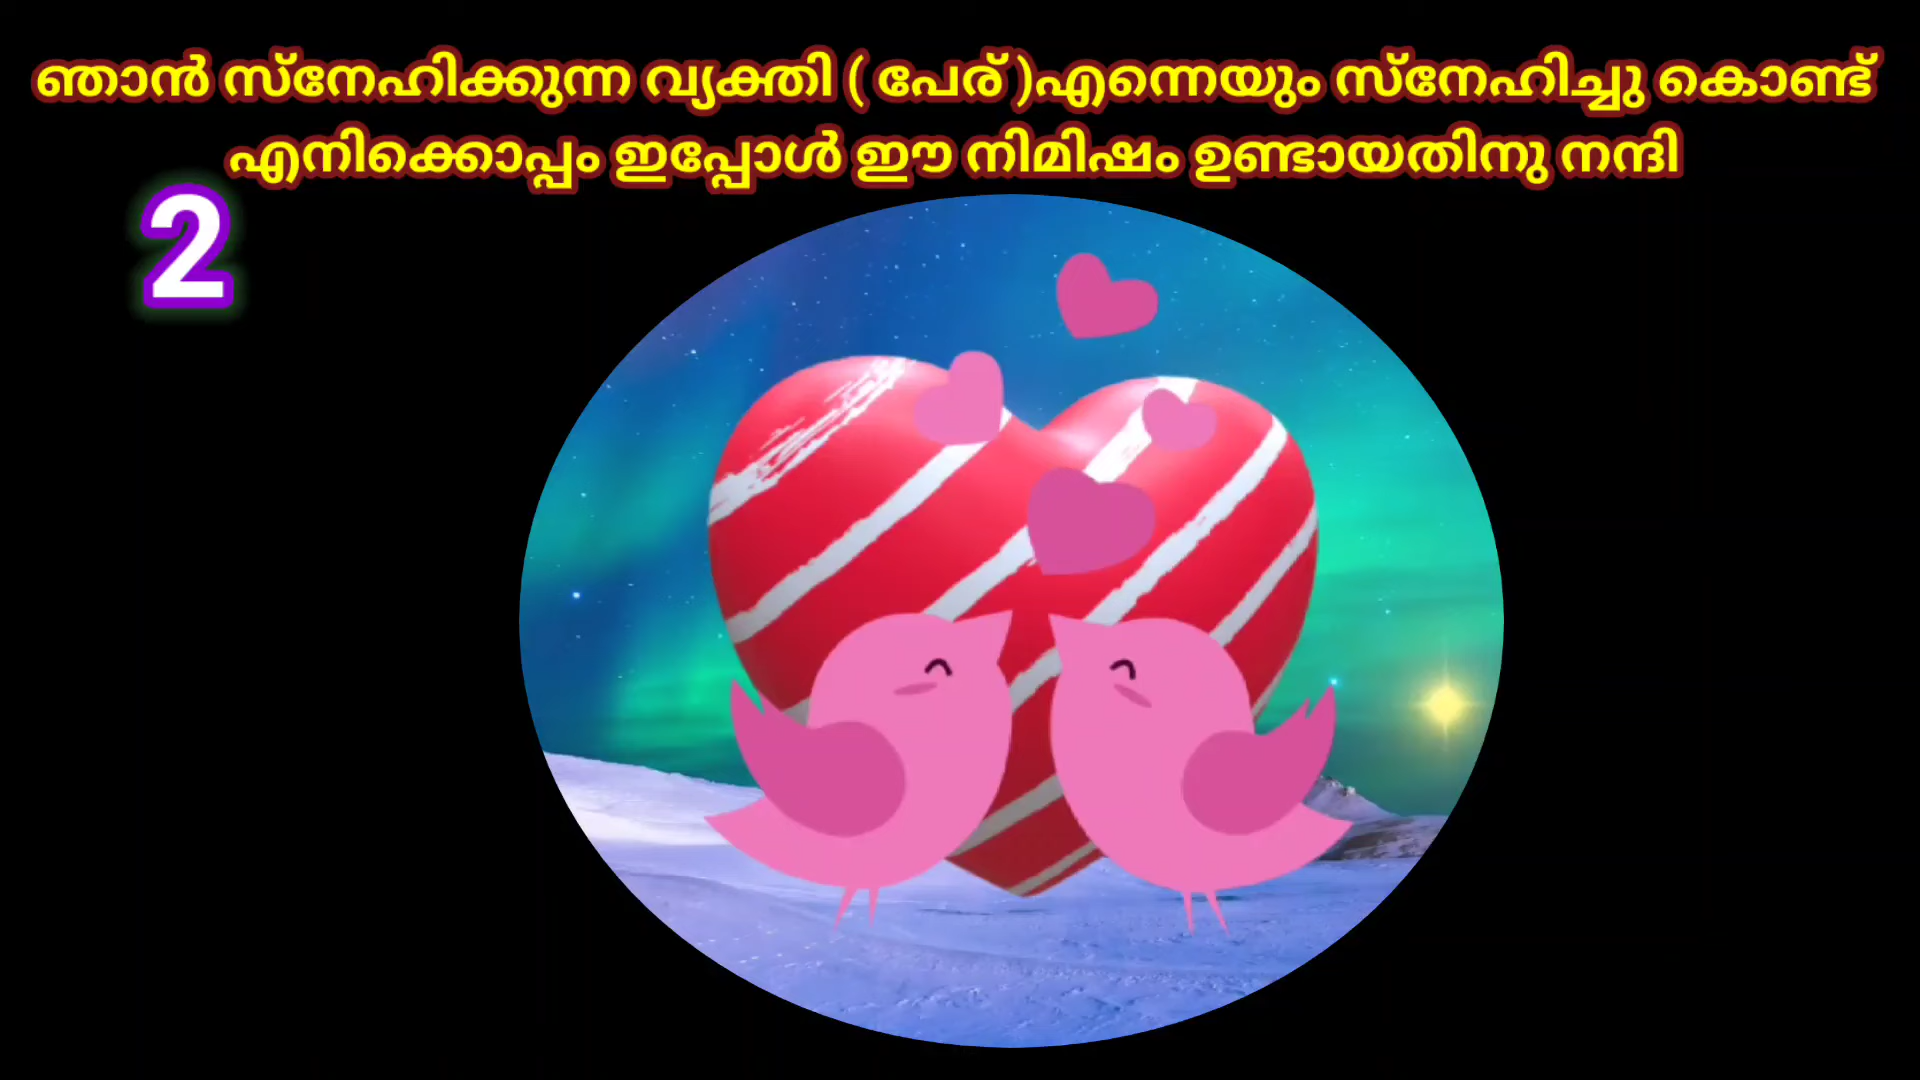 ഞാൻ സ്നേഹിക്കുന്ന വ്യക്തി ( പേര് )എന്നെയും സ്നേഹിച്ചു കൊണ്ട്
എനിക്കൊപ്പം ഇപ്പോൾ ഈ നിമിഷം ഉണ്ടായതിനു നന്ദി
2